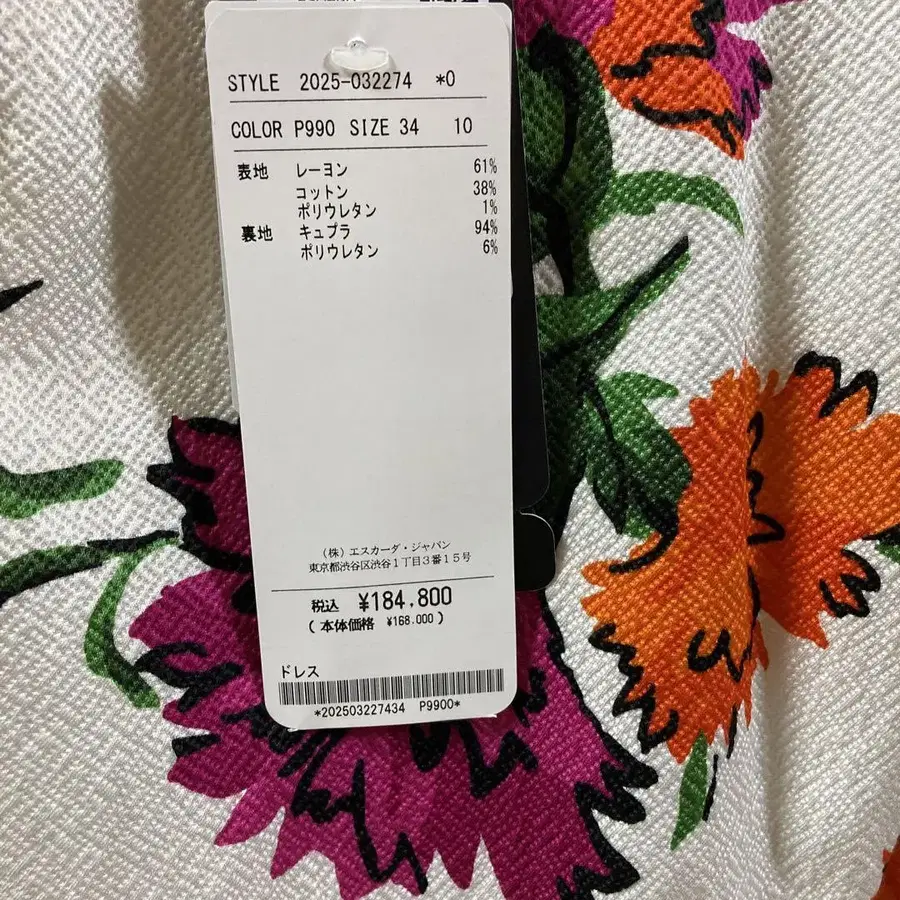 STYLE 2025-032274 *0
COLOR P990 SIZE 34 10
表地 レーヨン 61%
コットン 38%
ポリウレタン 1%
裏地 キュプラ 94%
ポリウレタン 6%
（株）エスカーダ・ジャパン
東京都渋谷区渋谷１丁目３番１５号
税込 ¥184,800
( 本体価格 ¥168,000 )
ドレス
*202503227434 P9900*